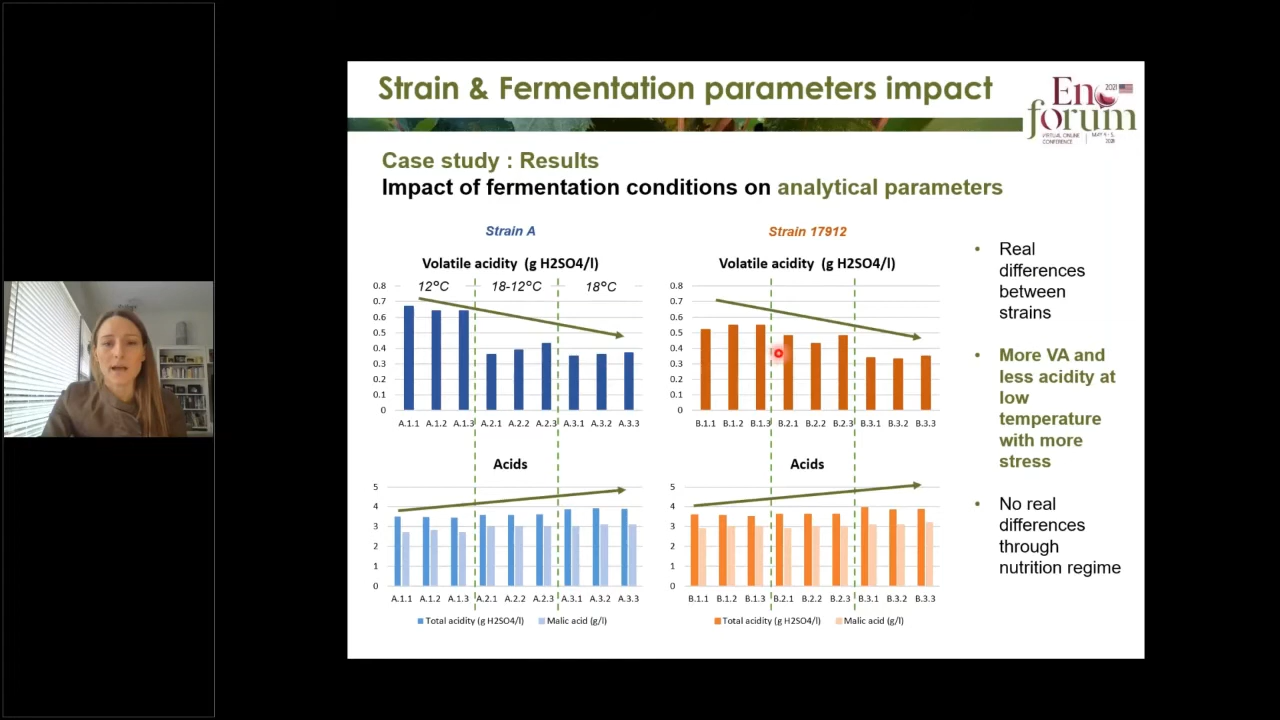 Strain & Fermentation parameters impact
En
2021
forum
VIRTUAL ONLINE
CONFERENCE
2021
Case study : Results
Impact of fermentation conditions on analytical parameters
Strain A
Volatile acidity (g H2SO4/l)
12°C
18-12°C
18°C
0.8
0.7
0.6
0.5
0.4
0.3
0.2
0.1
0
A.1.1 A.1.2 A.1.3 A.2.1 A.2.2 A.2.3 A.3.1 A.3.2 A.3.3
Acids
5
4
3
2
1
0
A.1.1 A.1.2 A.1.3 A.2.1 A.2.2 A.2.3 A.3.1 A.3.2 A.3.3
Total acidity (g H2SO4/l) Malic acid (g/l)
Strain 17912
Volatile acidity (g H2SO4/l)
0.8
0.7
0.6
0.5
0.4
0.3
0.2
0.1
0
B.1.1 B.1.2 B.1.3 B.2.1 B.2.2 B.2.3 B.3.1 B.3.2 B.3.3
Acids
5
4
3
2
1
0
B.1.1 B.1.2 B.1.3 B.2.1 B.2.2 B.2.3 B.3.1 B.3.2 B.3.3
Total acidity (g H2SO4/l) Malic acid (g/l)
• Real
differences
between
strains
• More VA and
less acidity at
low
temperature
with more
stress
• No real
differences
through
nutrition regime